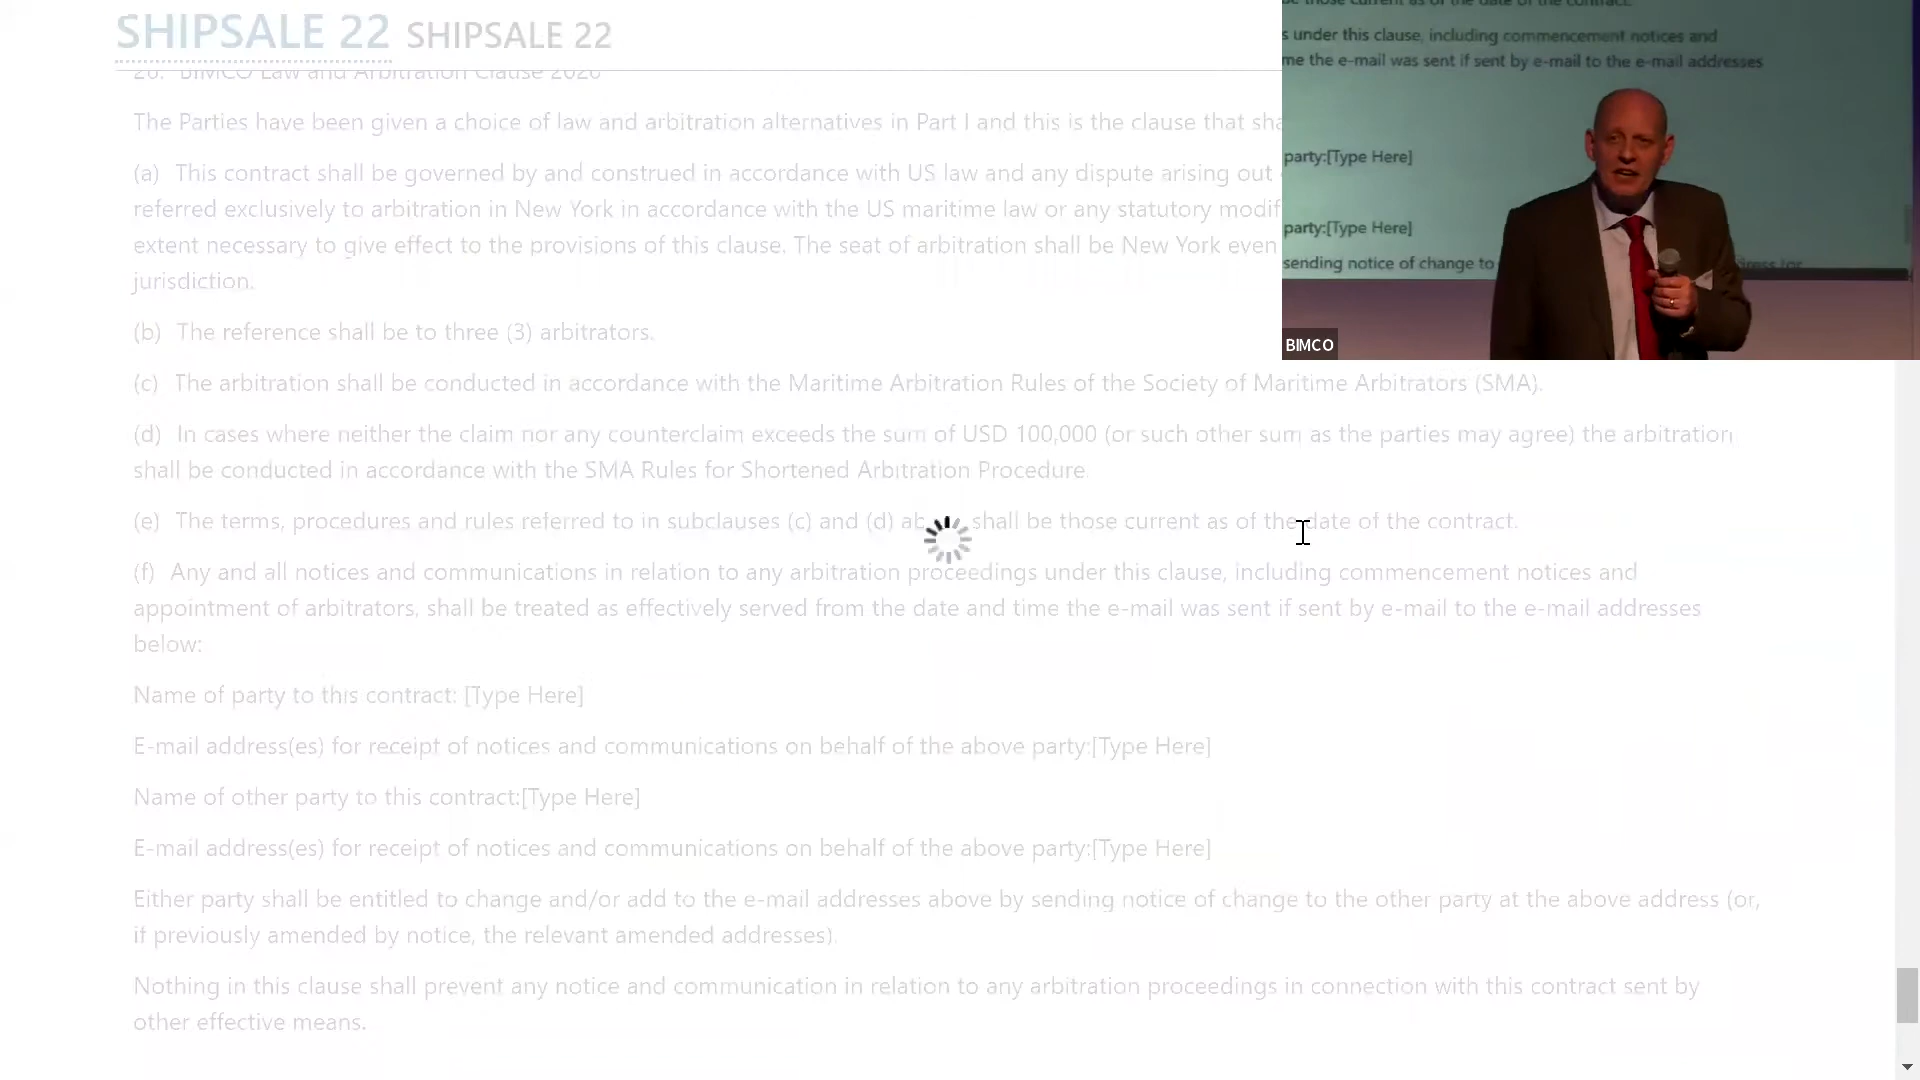 SHIPSALE 22 SHIPSALE 22
26. BIMCO Law and Arbitration Clause 2020
The Parties have been given a choice of law and arbitration alternatives in Part I and this is the clause that sha
(a) This contract shall be governed by and construed in accordance with US law and any dispute arising out
referred exclusively to arbitration in New York in accordance with the US maritime law or any statutory modif
extent necessary to give effect to the provisions of this clause. The seat of arbitration shall be New York even
jurisdiction.
(b) The reference shall be to three (3) arbitrators.
(c) The arbitration shall be conducted in accordance with the Maritime Arbitration Rules of the Society of Maritime Arbitrators (SMA).
(d) In cases where neither the claim nor any counterclaim exceeds the sum of USD 100,000 (or such other sum as the parties may agree) the arbitration
shall be conducted in accordance with the SMA Rules for Shortened Arbitration Procedure.
(e) The terms, procedures and rules referred to in subclauses (c) and (d) ab shall be those current as of the date of the contract.
(f) Any and all notices and communications in relation to any arbitration proceedings under this clause, including commencement notices and
appointment of arbitrators, shall be treated as effectively served from the date and time the e-mail was sent if sent by e-mail to the e-mail addresses
below:
Name of party to this contract: [Type Here]
E-mail address(es) for receipt of notices and communications on behalf of the above party:[Type Here]
Name of other party to this contract:[Type Here]
E-mail address(es) for receipt of notices and communications on behalf of the above party:[Type Here]
Either party shall be entitled to change and/or add to the e-mail addresses above by sending notice of change to the other party at the above address (or,
if previously amended by notice, the relevant amended addresses).
Nothing in this clause shall prevent any notice and communication in relation to any arbitration proceedings in connection with this contract sent by
other effective means.
those current as of the date of the contract.
s under this clause, including commencement notices and
me the e-mail was sent if sent by e-mail to the e-mail addresses
party:[Type Here]
party:[Type Here]
sending notice of change to
BIMCO